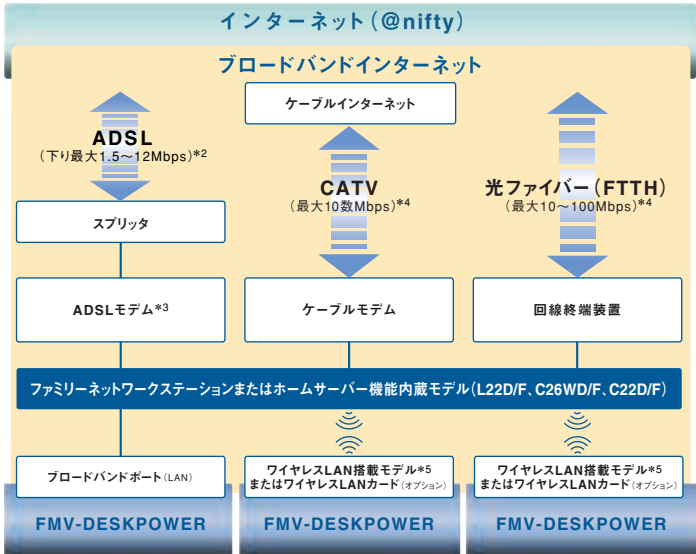 インターネット(@nifty)
ブロードバンドインターネット
ADSL
(下り最大1.5〜12Mbps)*2
スプリッタ
ADSLモデム*3
ケーブルインターネット
CATV
(最大10数Mbps)*4
ケーブルモデム
光ファイバー(FTTH)
(最大10〜100Mbps)*4
回線終端装置
ファミリーネットワークステーションまたはホームサーバー機能内蔵モデル(L22D/F、C26WD/F、C22D/F)
ブロードバンドポート(LAN)
FMV-DESKPOWER
ワイヤレスLAN搭載モデル*5
またはワイヤレスLANカード(オプション)
FMV-DESKPOWER
ワイヤレスLAN搭載モデル*5
またはワイヤレスLANカード(オプション)
FMV-DESKPOWER